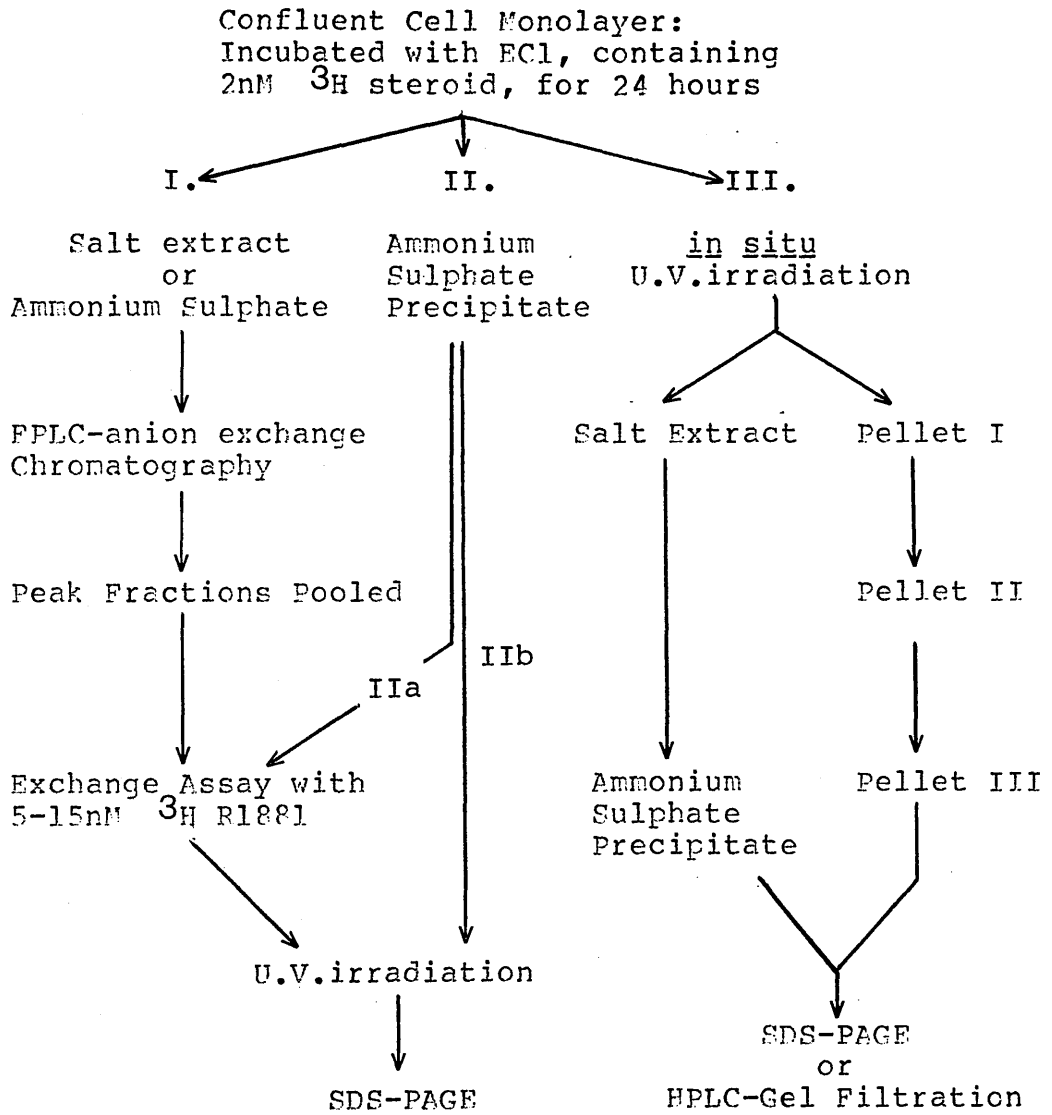 Confluent Cell Monolayer:
Incubated with ECl, containing
2nM 3H steroid, for 24 hours
I.
II.
III.
Salt extract
or
Ammonium Sulphate
Ammonium
Sulphate
Precipitate
in situ
U.V.irradiation
FPLC-anion exchange
Chromatography
Salt Extract
Pellet I
Peak Fractions Pooled
Pellet II
IIb
IIa
Exchange Assay with
5-15nM 3H R1881
Ammonium
Sulphate
Precipitate
Pellet III
U.V.irradiation
SDS-PAGE
SDS-PAGE
or
HPLC-Gel Filtration